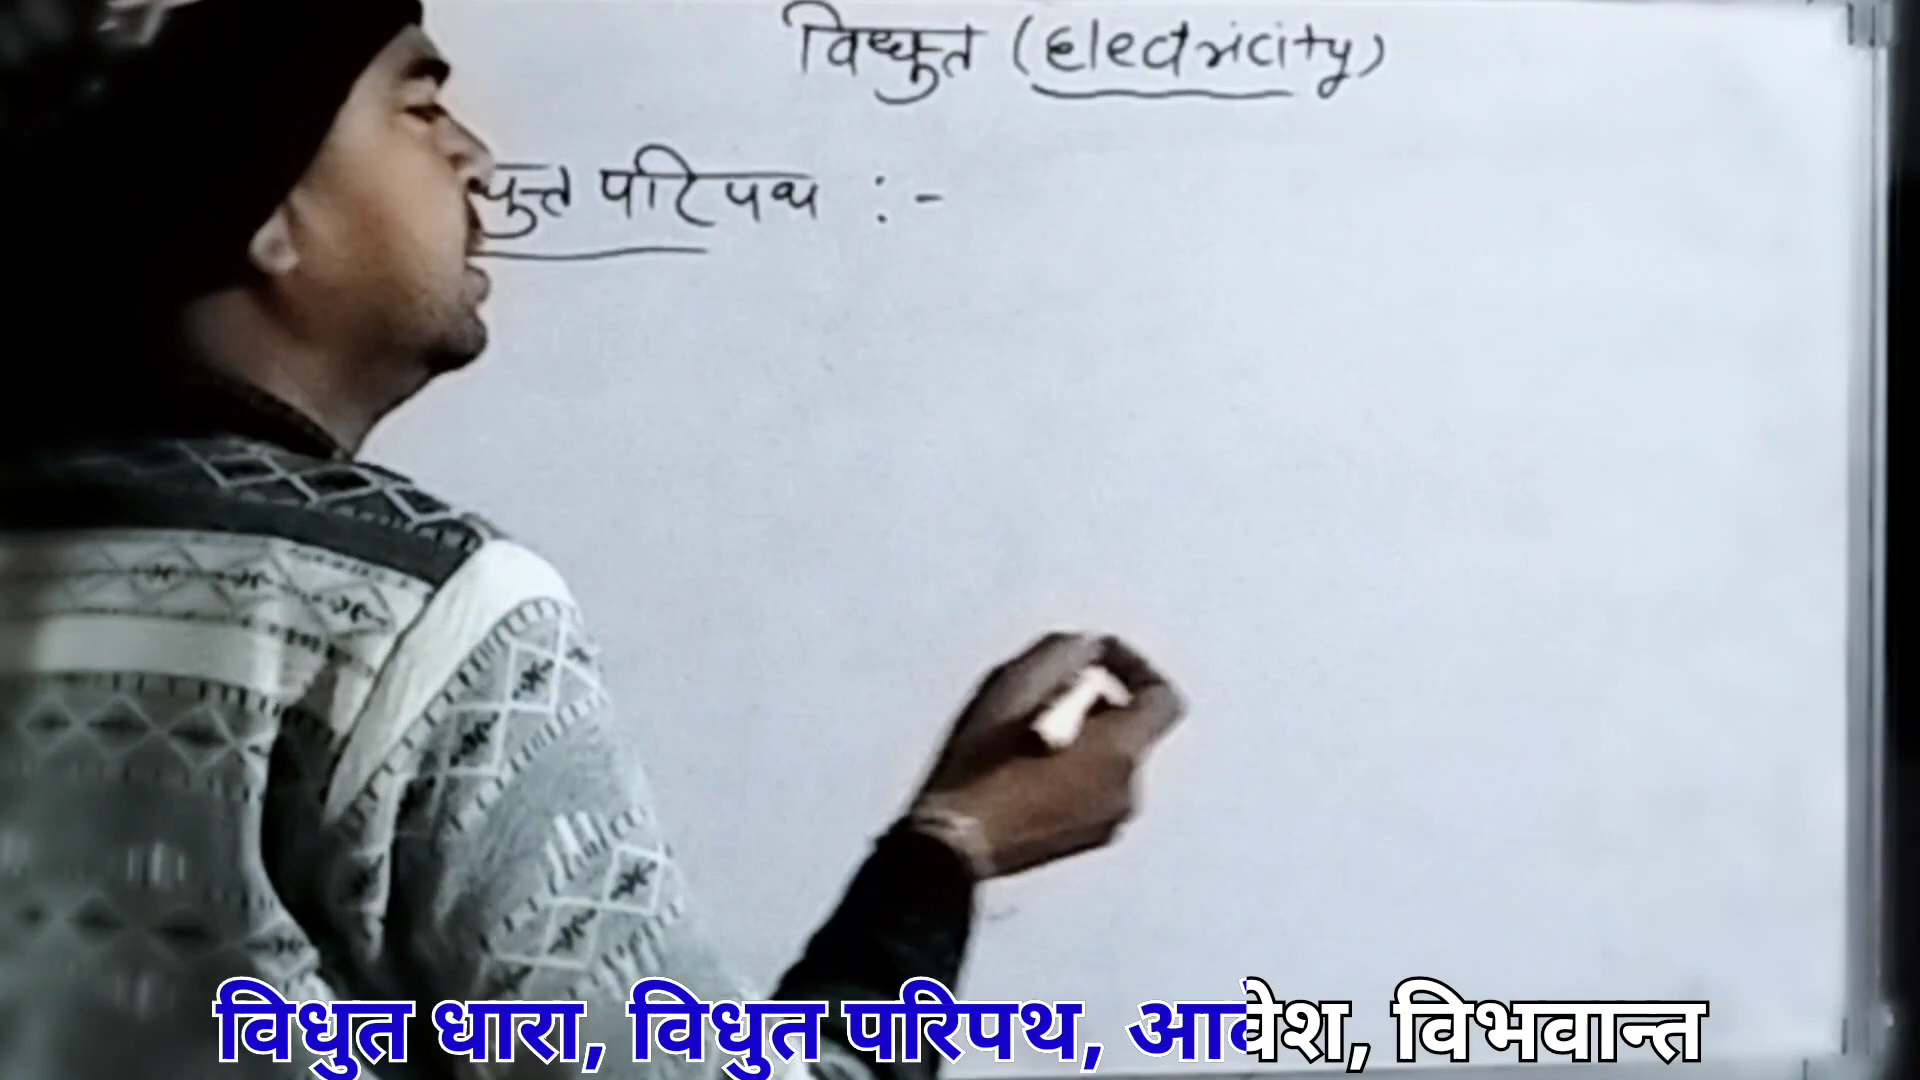 विध्युत (Electricity)
परिपथ :-
विधुत धारा, विधुत परिपथ, आवेश, विभवान्त